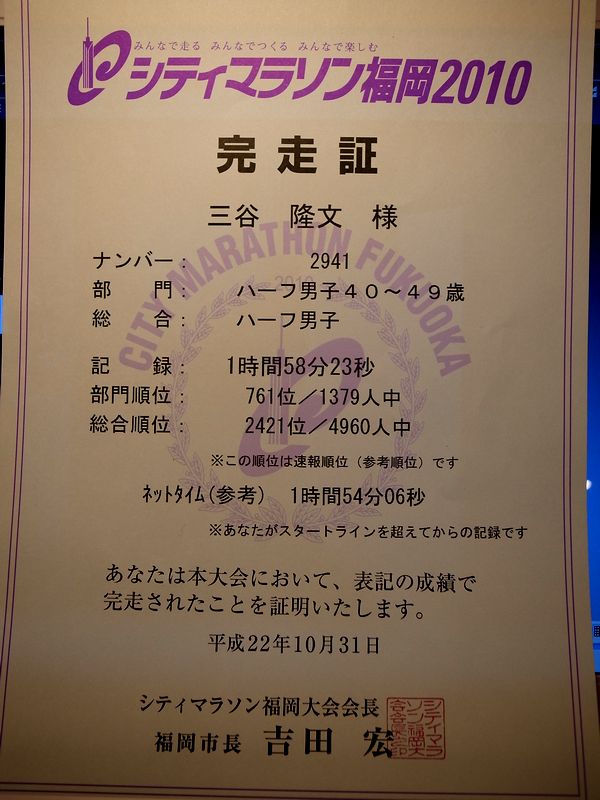 みんなで走る みんなでつくる みんなで楽しむ
シティマラソン福岡2010
完走証
三谷 隆文 様
ナンバー： 2941
部 門： ハーフ男子４０～４９歳
総 合： ハーフ男子
記 録： 1時間58分23秒
部門順位： 761位／1379人中
総合順位： 2421位／4960人中
※この順位は速報順位（参考順位）です
ﾈｯﾄﾀｲﾑ(参考) 1時間54分06秒
※あなたがスタートラインを超えてからの記録です
CITY MARATHON FUKUOKA
2010
あなたは本大会において、表記の成績で
完走されたことを証明いたします。
平成22年10月31日
シティマラソン福岡大会会長
福岡市長 吉田 宏